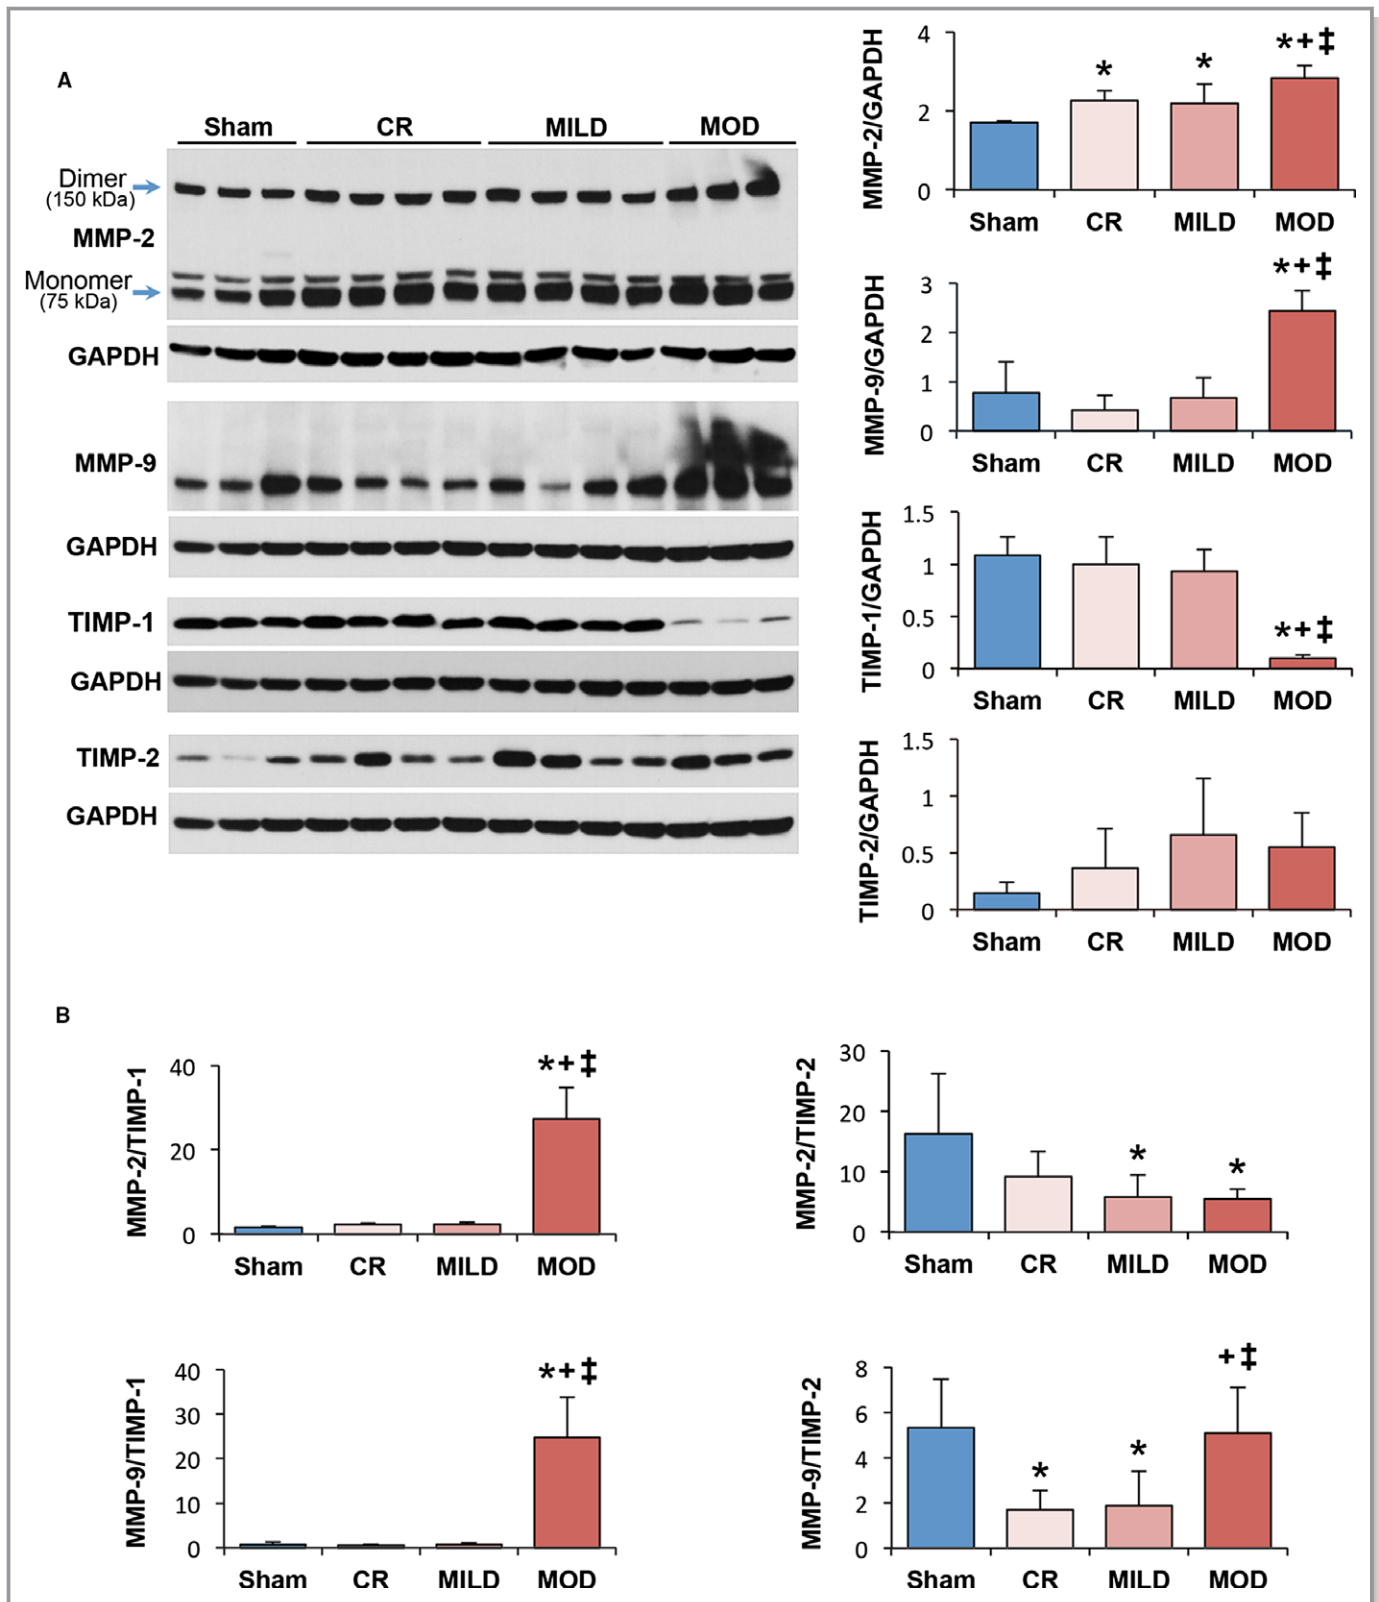 A
Sham CR MILD MOD
Dimer
(150 kDa)
MMP-2
Monomer
(75 kDa)
GAPDH
MMP-9
GAPDH
TIMP-1
GAPDH
TIMP-2
GAPDH
MMP-2/GAPDH
4
2
0
*
*
*+‡
Sham CR MILD MOD
MMP-9/GAPDH
3
2
1
0
*+‡
Sham CR MILD MOD
TIMP-1/GAPDH
1.5
1
0.5
0
*+‡
Sham CR MILD MOD
TIMP-2/GAPDH
1.5
1
0.5
0
Sham CR MILD MOD
B
MMP-2/TIMP-1
40
20
0
*+‡
Sham CR MILD MOD
MMP-2/TIMP-2
30
20
10
0
*
*
Sham CR MILD MOD
MMP-9/TIMP-1
40
30
20
10
0
*+‡
Sham CR MILD MOD
MMP-9/TIMP-2
8
6
4
2
0
*
*
+‡
Sham CR MILD MOD